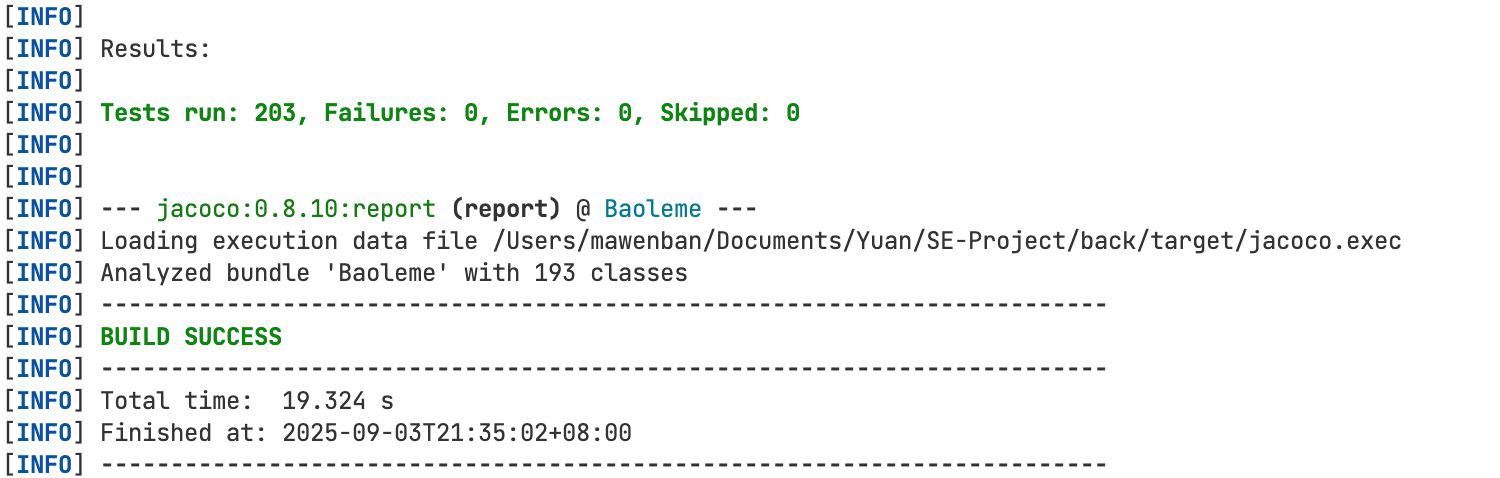 [INFO]
[INFO] Results:
[INFO]
[INFO] Tests run: 203, Failures: 0, Errors: 0, Skipped: 0
[INFO]
[INFO]
[INFO] --- jacoco:0.8.10:report (report) @ Baoleme ---
[INFO] Loading execution data file /Users/mawenban/Documents/Yuan/SE-Project/back/target/jacoco.exec
[INFO] Analyzed bundle 'Baoleme' with 193 classes
[INFO] ------------------------------------------------------------------------
[INFO] BUILD SUCCESS
[INFO] ------------------------------------------------------------------------
[INFO] Total time:  19.324 s
[INFO] Finished at: 2025-09-03T21:35:02+08:00
[INFO] ------------------------------------------------------------------------